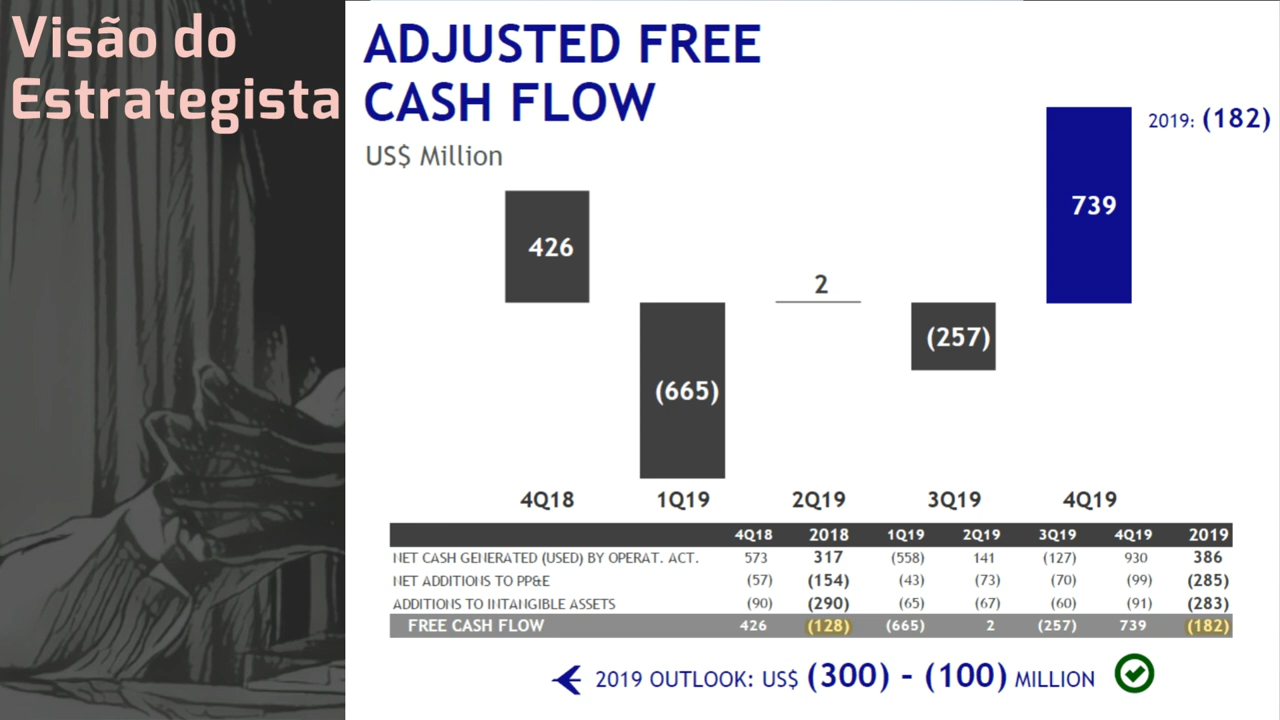 Visão do
Estrategista
ADJUSTED FREE
CASH FLOW
US$ Million
2019: (182)
426
(665)
2
(257)
739
4Q18 1Q19 2Q19 3Q19 4Q19
4Q18 2018 1Q19 2Q19 3Q19 4Q19 2019
NET CASH GENERATED (USED) BY OPERAT. ACT. 573 317 (558) 141 (127) 930 386
NET ADDITIONS TO PP&E (57) (154) (43) (73) (70) (99) (285)
ADDITIONS TO INTANGIBLE ASSETS (90) (290) (65) (67) (60) (91) (283)
FREE CASH FLOW 426 (128) (665) 2 (257) 739 (182)
2019 OUTLOOK: US$ (300) - (100) MILLION